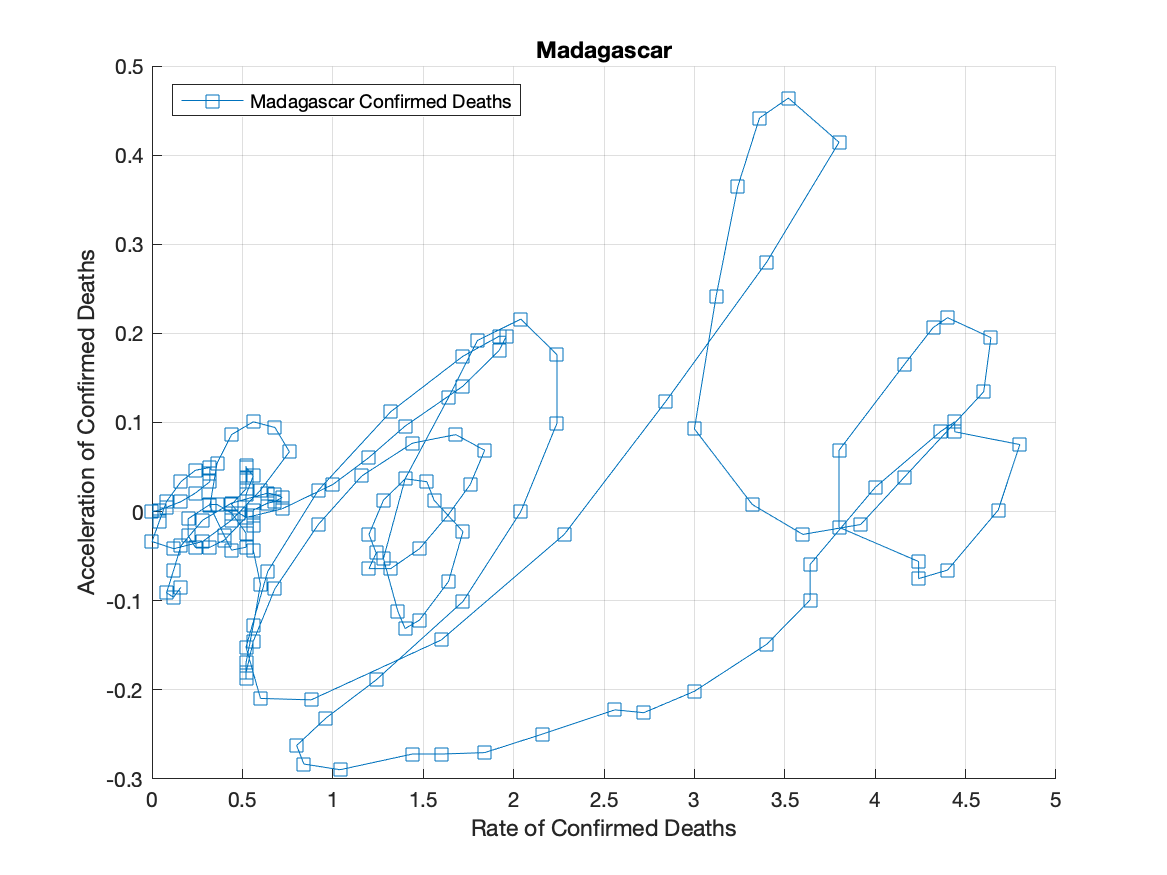 Madagascar
Madagascar Confirmed Deaths
Acceleration of Confirmed Deaths
0.5
0.4
0.3
0.2
0.1
0
-0.1
-0.2
-0.3
0 0.5 1 1.5 2 2.5 3 3.5 4 4.5 5
Rate of Confirmed Deaths